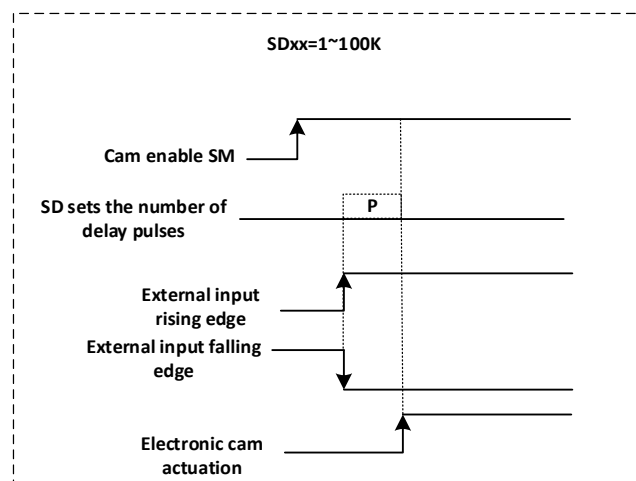 SDxx=1~100K
Cam enable SM
P
SD sets the number of
delay pulses
External input
rising edge
External input falling
edge
Electronic cam
actuation